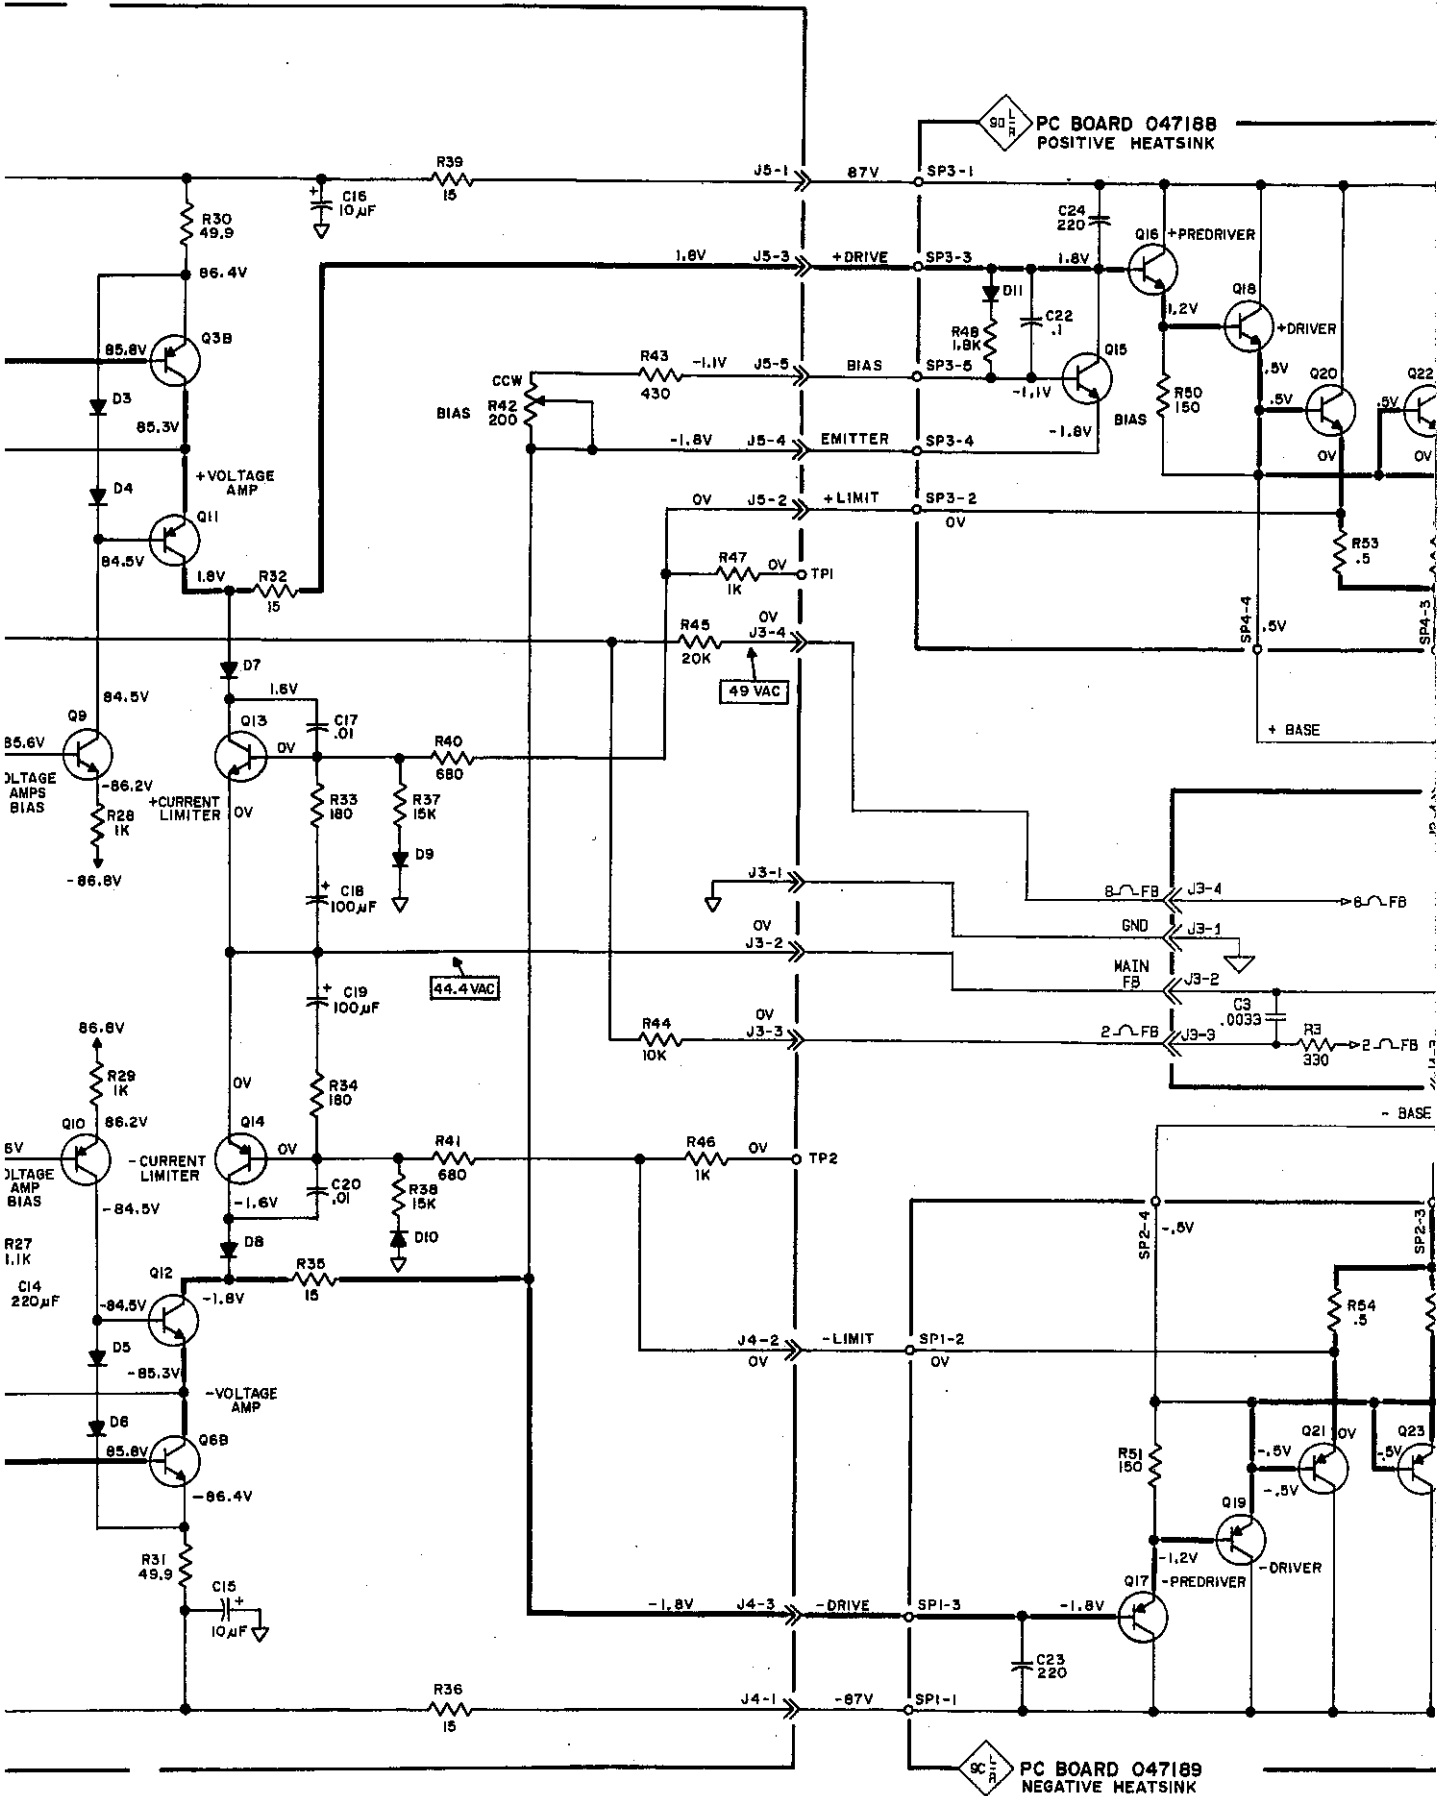 90 L/R PC BOARD 047188
POSITIVE HEATSINK
R39
15
J5-1
87V
SP3-1
C16
10µF
+
R30
49.9
C24
220
Q16
+PREDRIVER
86.4V
1.8V
J5-3
+DRIVE
SP3-3
1.8V
D11
1.2V
Q18
+DRIVER
85.8V
Q3B
R48
1.8K
C22
.1
Q15
R43
430
-1.1V
J5-5
BIAS
SP3-5
-1.1V
.5V
Q20
Q22
CCW
R42
200
BIAS
R50
150
.5V
.5V
D3
85.3V
-1.8V
J5-4
EMITTER
SP3-4
-1.8V
BIAS
0V
0V
+VOLTAGE
AMP
D4
Q11
0V
J5-2
+LIMIT
SP3-2
0V
84.5V
R53
.5
1.8V
R32
15
R47
1K
0V
TP1
R45
20K
0V
J3-4
SP4-4
.5V
SP4-3
D7
49 VAC
1.6V
84.5V
Q9
Q13
0V
C17
.01
R40
680
+ BASE
85.6V
AMPS
BIAS
-86.2V
R28
1K
+CURRENT
LIMITER
0V
R33
180
R37
15K
-86.8V
D9
C18
100µF
+
J3-1
8-Ω-FB
J3-4
8-Ω-FB
GND
J3-1
0V
J3-2
MAIN
FB
J3-2
44.4 VAC
C19
100µF
+
C3
.0033
86.8V
R44
10K
0V
J3-3
2-Ω-FB
J3-3
R3
330
2-Ω-FB
R29
1K
0V
R34
180
- BASE
Q10
86.2V
Q14
0V
R41
680
R46
1K
0V
TP2
-CURRENT
LIMITER
AMP
BIAS
-84.5V
-1.6V
C20
.01
R38
15K
D10
SP2-4
-.5V
SP2-3
R27
1.1K
D8
C14
220µF
Q12
-1.8V
R35
15
-84.5V
R54
.5
D5
-85.3V
J4-2
0V
-LIMIT
SP1-2
0V
-VOLTAGE
AMP
D6
Q6B
85.8V
R51
150
-.5V
Q21
0V
-.5V
Q23
-.5V
-86.4V
Q19
R31
49.9
-1.2V
-DRIVER
C15
+
10µF
Q17
-PREDRIVER
-1.8V
J4-3
-DRIVE
SP1-3
-1.8V
C23
220
R36
15
J4-1
-87V
SP1-1
9C L/R PC BOARD 047189
NEGATIVE HEATSINK